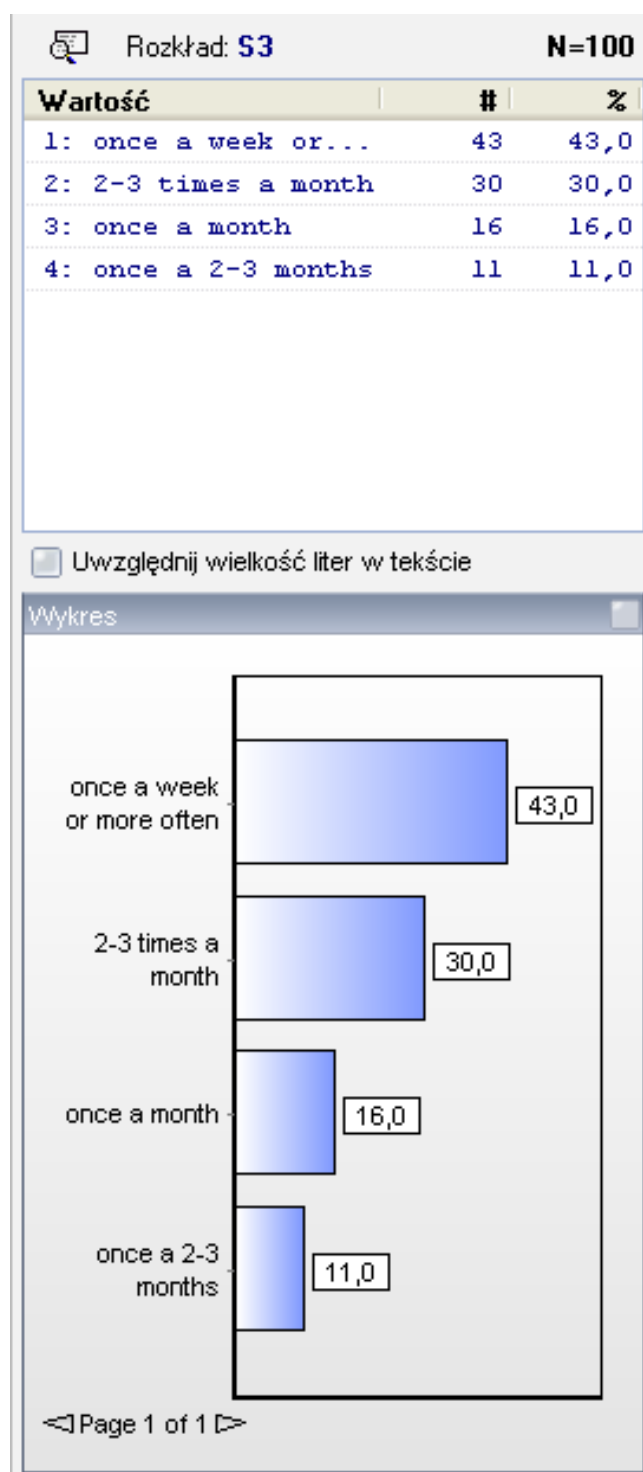 Rozkład: S3 N=100
Wartość # %
1: once a week or... 43 43,0
2: 2-3 times a month 30 30,0
3: once a month 16 16,0
4: once a 2-3 months 11 11,0
Uwzględnij wielkość liter w tekście
Wykres
once a week
or more often
43,0
2-3 times a
month
30,0
once a month
16,0
once a 2-3
months
11,0
Page 1 of 1